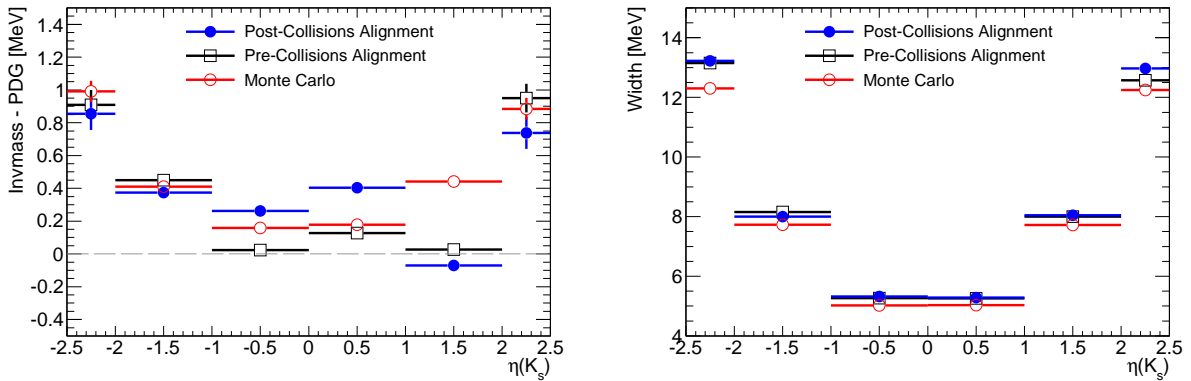 Invmass - PDG [MeV]
1.4
1.2
1
0.8
0.6
0.4
0.2
0
-0.2
-0.4
Post-Collisions Alignment
Pre-Collisions Alignment
Monte Carlo
-2.5 -2 -1.5 -1 -0.5 0 0.5 1 1.5 2 2.5
η(K_s)
Width [MeV]
14
12
10
8
6
4
Post-Collisions Alignment
Pre-Collisions Alignment
Monte Carlo
-2.5 -2 -1.5 -1 -0.5 0 0.5 1 1.5 2 2.5
η(K_s)